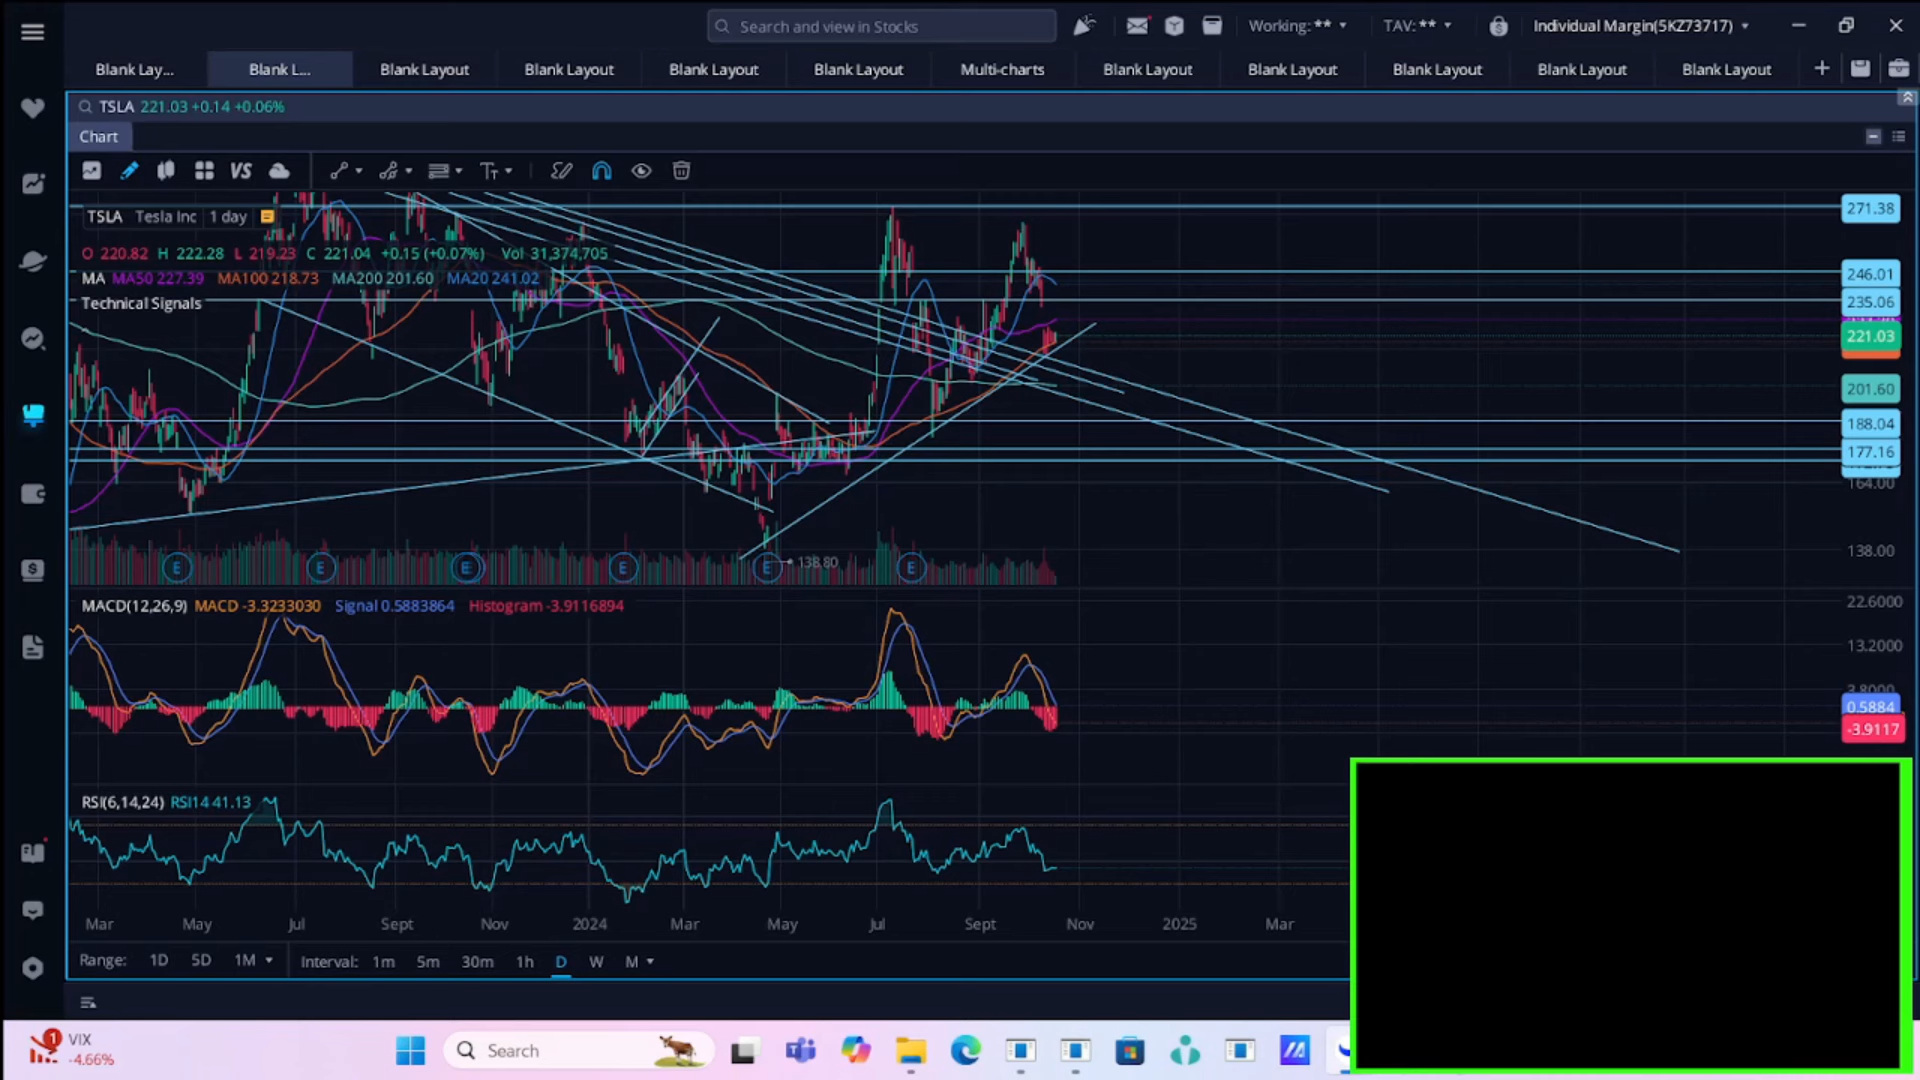 Search and view in Stocks
Working: ** TAV: ** Individual Margin(5KZ73717)
Blank Lay... Blank L... Blank Layout Blank Layout Blank Layout Blank Layout Multi-charts Blank Layout Blank Layout Blank Layout Blank Layout Blank Layout +
TSLA 221.03 +0.14 +0.06%
Chart
VS Tт
TSLA Tesla Inc 1 day
271.38
O 220.82 H 222.28 L 219.23 C 221.04 +0.15 (+0.07%) Vol 31,374,705
MA MA50 227.39 MA100 218.73 MA200 201.60 MA20 241.02
246.01
Technical Signals
235.06
221.03
201.60
188.04
177.16
164.00
138.00
E E E E E E
138.80
MACD(12,26,9) MACD -3.3233030 Signal 0.5883864 Histogram -3.9116894
22.6000
13.2000
3.8000
0.5884
-3.9117
RSI(6,14,24) RSI14 41.13
Mar May Jul Sept Nov 2024 Mar May Jul Sept Nov 2025 Mar
Range: 1D 5D 1M Interval: 1m 5m 30m 1h D W M
1 VIX
-4.66%
Search